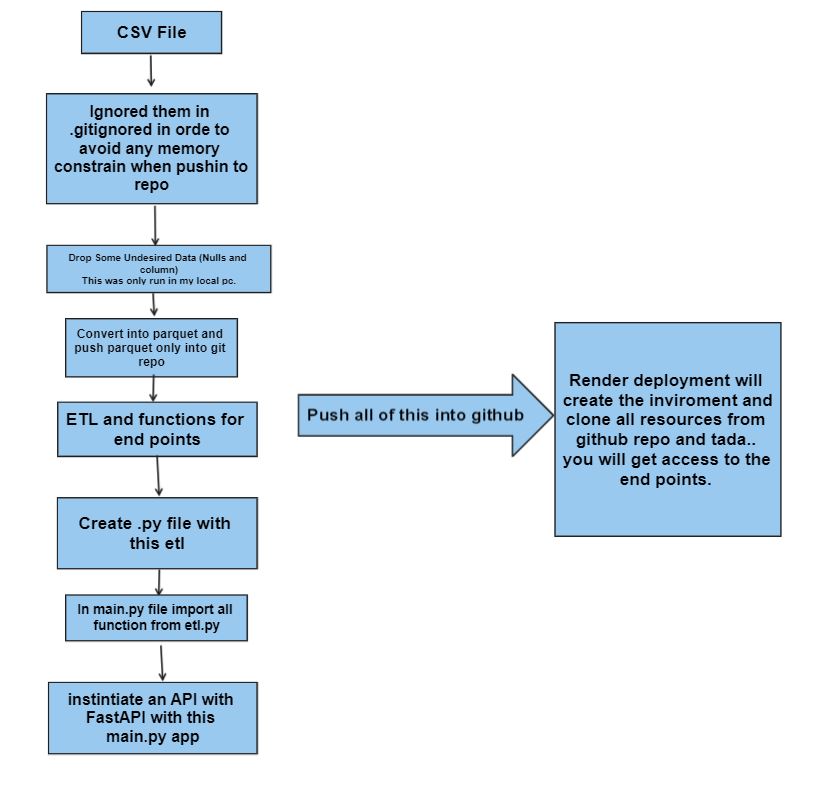 CSV File
Ignored them in
.gitignored in orde to
avoid any memory
constrain when pushin to
repo
Drop Some Undesired Data (Nulls and
column)
This was only run in my local pc.
Convert into parquet and
push parquet only into git
repo
ETL and functions for
end points
Create .py file with
this etl
In main.py file import all
function from etl.py
instintiate an API with
FastAPI with this
main.py app
Push all of this into github
Render deployment will
create the inviroment and
clone all resources from
github repo and tada..
you will get access to the
end points.